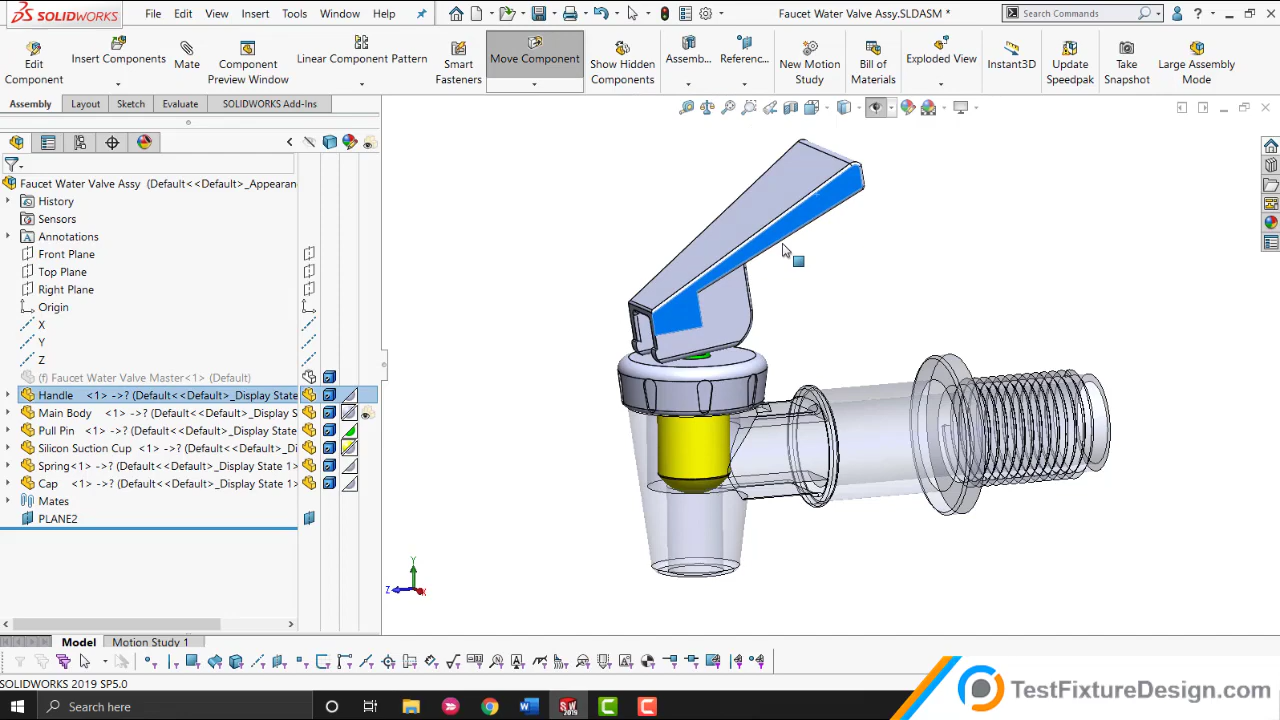 SOLIDWORKS
File Edit View Insert Tools Window Help
Faucet Water Valve Assy.SLDASM *
Search Commands
Edit Component
Insert Components
Mate
Component Preview Window
Linear Component Pattern
Smart Fasteners
Move Component
Show Hidden Components
Assemb...
Referenc...
New Motion Study
Bill of Materials
Exploded View
Instant3D
Update Speedpak
Take Snapshot
Large Assembly Mode
Assembly Layout Sketch Evaluate SOLIDWORKS Add-Ins
Faucet Water Valve Assy (Default<<Default>_Appearan
History
Sensors
Annotations
Front Plane
Top Plane
Right Plane
Origin
X
Y
Z
(f) Faucet Water Valve Master<1> (Default)
Handle <1> ->? (Default<<Default>_Display State
Main Body <1> ->? (Default<<Default>_Display S
Pull Pin <1> ->? (Default<<Default>_Display State
Silicon Suction Cup <1> ->? (Default<<Default>_Di
Spring<1> ->? (Default<<Default>_Display State 1>
Cap <1> ->? (Default<<Default>_Display State 1>
Mates
PLANE2
Y
Z
X
Model Motion Study 1
SOLIDWORKS 2019 SP5.0
Search here
TestFixtureDesign.com